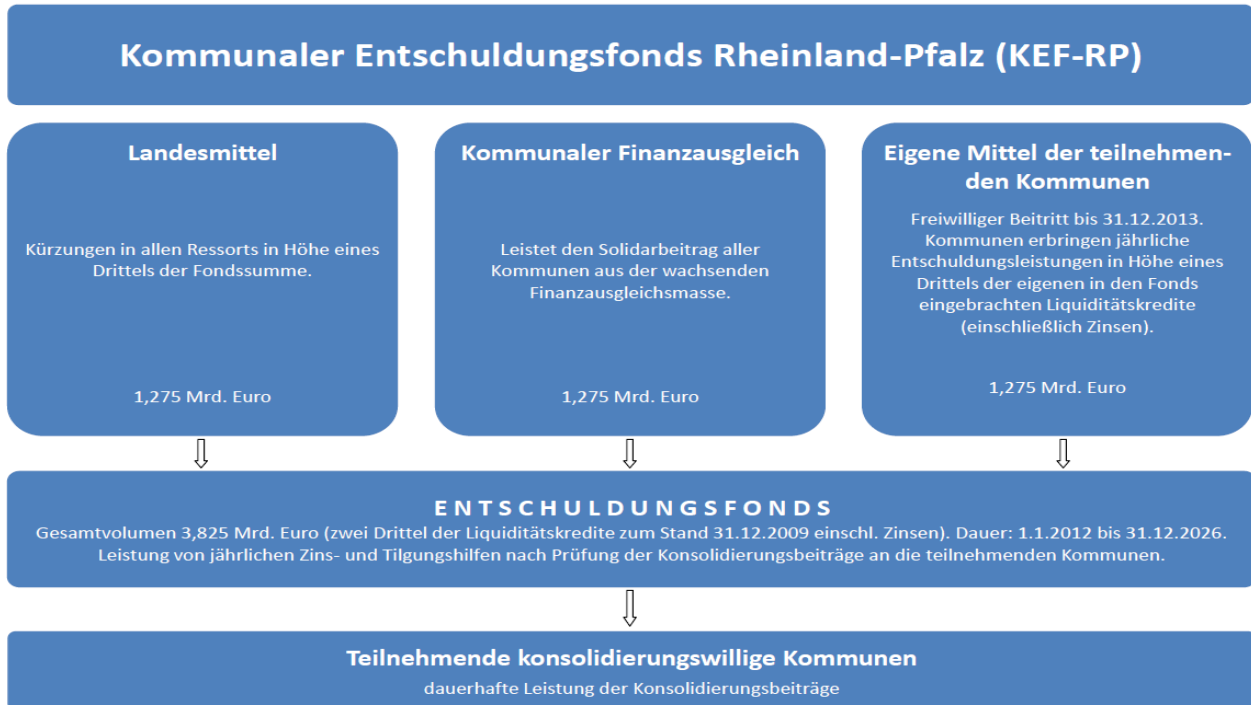 Kommunaler Entschuldungsfonds Rheinland-Pfalz (KEF-RP)
Landesmittel
Kürzungen in allen Ressorts in Höhe eines
Drittels der Fondssumme.
1,275 Mrd. Euro
Kommunaler Finanzausgleich
Leistet den Solidarbeitrag aller
Kommunen aus der wachsenden
Finanzausgleichsmasse.
1,275 Mrd. Euro
Eigene Mittel der teilnehmen-
den Kommunen
Freiwilliger Beitritt bis 31.12.2013.
Kommunen erbringen jährliche
Entschuldungsleistungen in Höhe eines
Drittels der eigenen in den Fonds
eingebrachten Liquiditätskredite
(einschließlich Zinsen).
1,275 Mrd. Euro
E N T S C H U L D U N G S F O N D S
Gesamtvolumen 3,825 Mrd. Euro (zwei Drittel der Liquiditätskredite zum Stand 31.12.2009 einschl. Zinsen). Dauer: 1.1.2012 bis 31.12.2026.
Leistung von jährlichen Zins- und Tilgungshilfen nach Prüfung der Konsolidierungsbeiträge an die teilnehmenden Kommunen.
Teilnehmende konsolidierungswillige Kommunen
dauerhafte Leistung der Konsolidierungsbeiträge